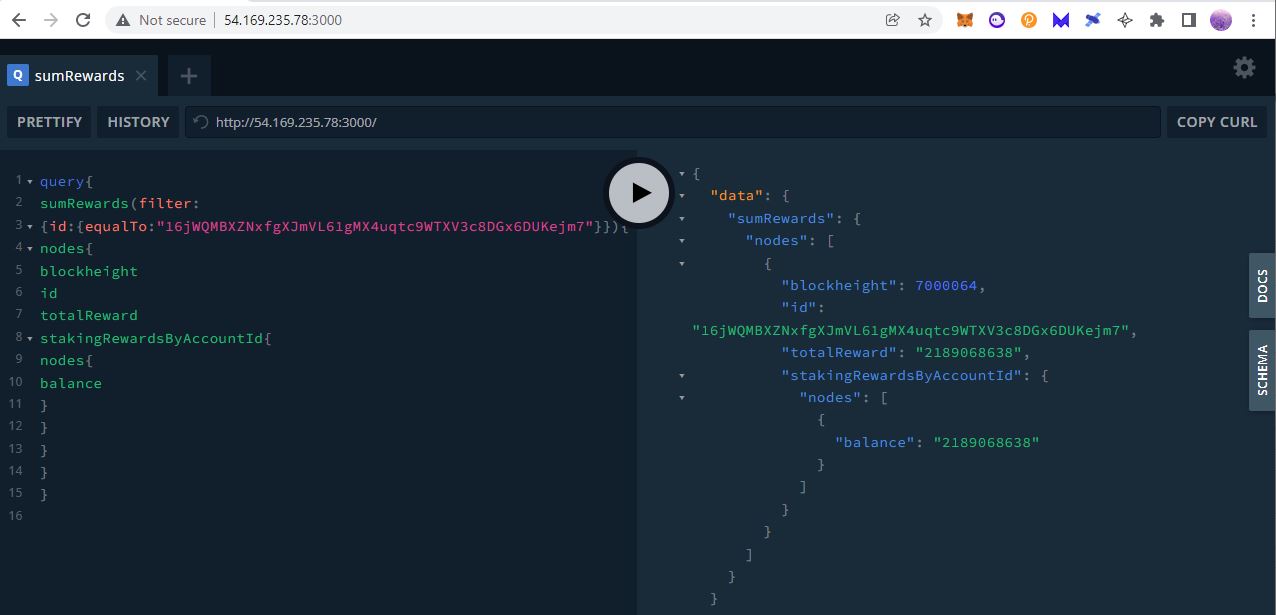 Not secure 54.169.235.78:3000
Q sumRewards
PRETTIFY HISTORY http://54.169.235.78:3000/ COPY CURL
1 query{
2 sumRewards(filter:
3 {id:{equalTo:"16jWQMBXZNxfgXJmVL61gMX4uqtc9WTXV3c8DGx6DUKejm7"}}){
4 nodes{
5 blockheight
6 id
7 totalReward
8 stakingRewardsByAccountId{
9 nodes{
10 balance
11 }
12 }
13 }
14 }
15 }
16
{
"data": {
"sumRewards": {
"nodes": [
{
"blockheight": 7000064,
"id":
"16jWQMBXZNxfgXJmVL61gMX4uqtc9WTXV3c8DGx6DUKejm7",
"totalReward": "2189068638",
"stakingRewardsByAccountId": {
"nodes": [
{
"balance": "2189068638"
}
]
}
}
]
}
}
DOCS
SCHEMA